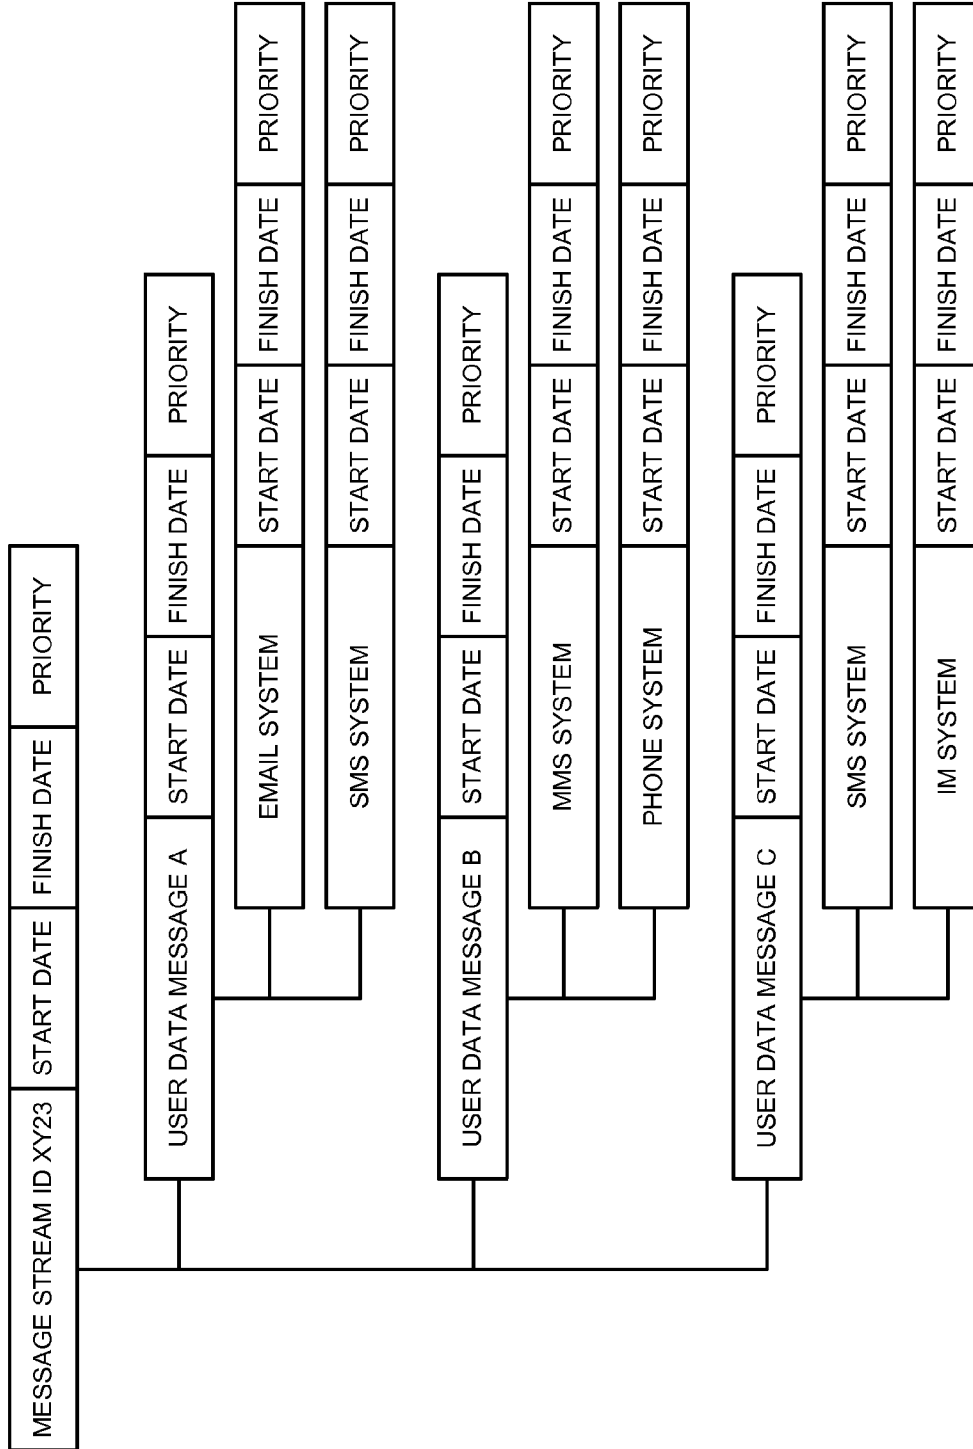 MESSAGE STREAM ID XY23 START DATE FINISH DATE PRIORITY
USER DATA MESSAGE A START DATE FINISH DATE PRIORITY
EMAIL SYSTEM START DATE FINISH DATE PRIORITY
SMS SYSTEM START DATE FINISH DATE PRIORITY
USER DATA MESSAGE B START DATE FINISH DATE PRIORITY
MMS SYSTEM START DATE FINISH DATE PRIORITY
PHONE SYSTEM START DATE FINISH DATE PRIORITY
USER DATA MESSAGE C START DATE FINISH DATE PRIORITY
SMS SYSTEM START DATE FINISH DATE PRIORITY
IM SYSTEM START DATE FINISH DATE PRIORITY